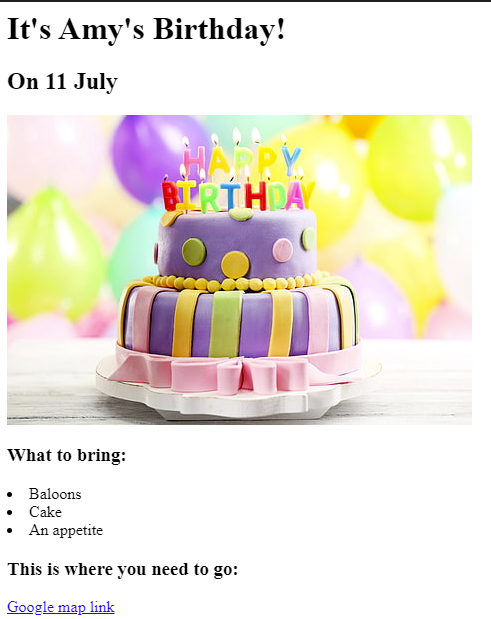 It's Amy's Birthday!
On 11 July
HAPPY
BIRTHDAY
What to bring:
Baloons
Cake
An appetite
This is where you need to go:
Google map link